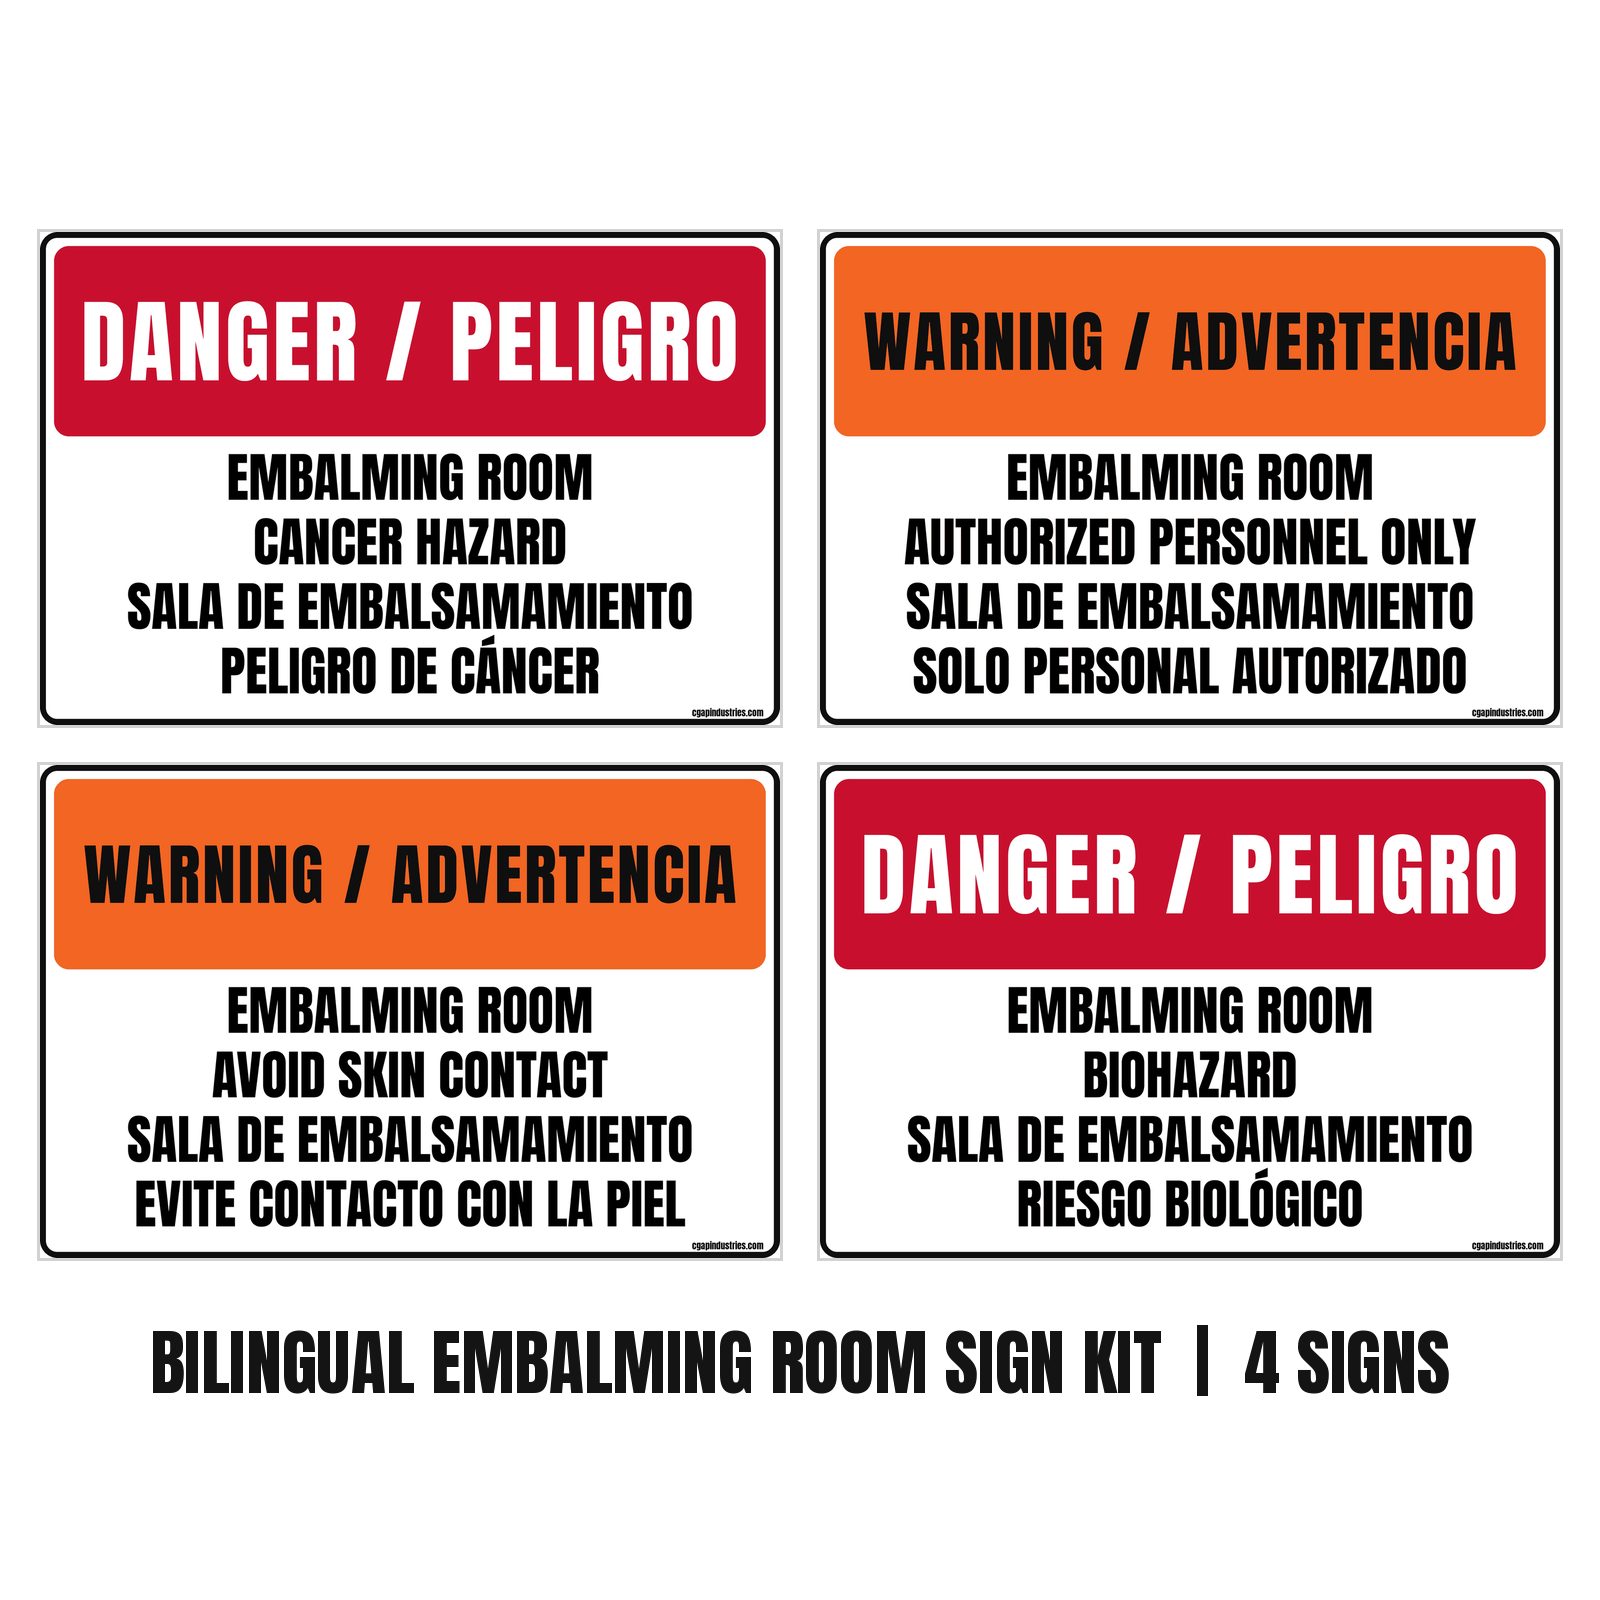 DANGER / PELIGRO
EMBALMING ROOM
CANCER HAZARD
SALA DE EMBALSAMAMIENTO
PELIGRO DE CÁNCER
cgapindustries.com
WARNING / ADVERTENCIA
EMBALMING ROOM
AUTHORIZED PERSONNEL ONLY
SALA DE EMBALSAMAMIENTO
SOLO PERSONAL AUTORIZADO
cgapindustries.com
WARNING / ADVERTENCIA
EMBALMING ROOM
AVOID SKIN CONTACT
SALA DE EMBALSAMAMIENTO
EVITE CONTACTO CON LA PIEL
cgapindustries.com
DANGER / PELIGRO
EMBALMING ROOM
BIOHAZARD
SALA DE EMBALSAMAMIENTO
RIESGO BIOLÓGICO
cgapindustries.com
BILINGUAL EMBALMING ROOM SIGN KIT | 4 SIGNS